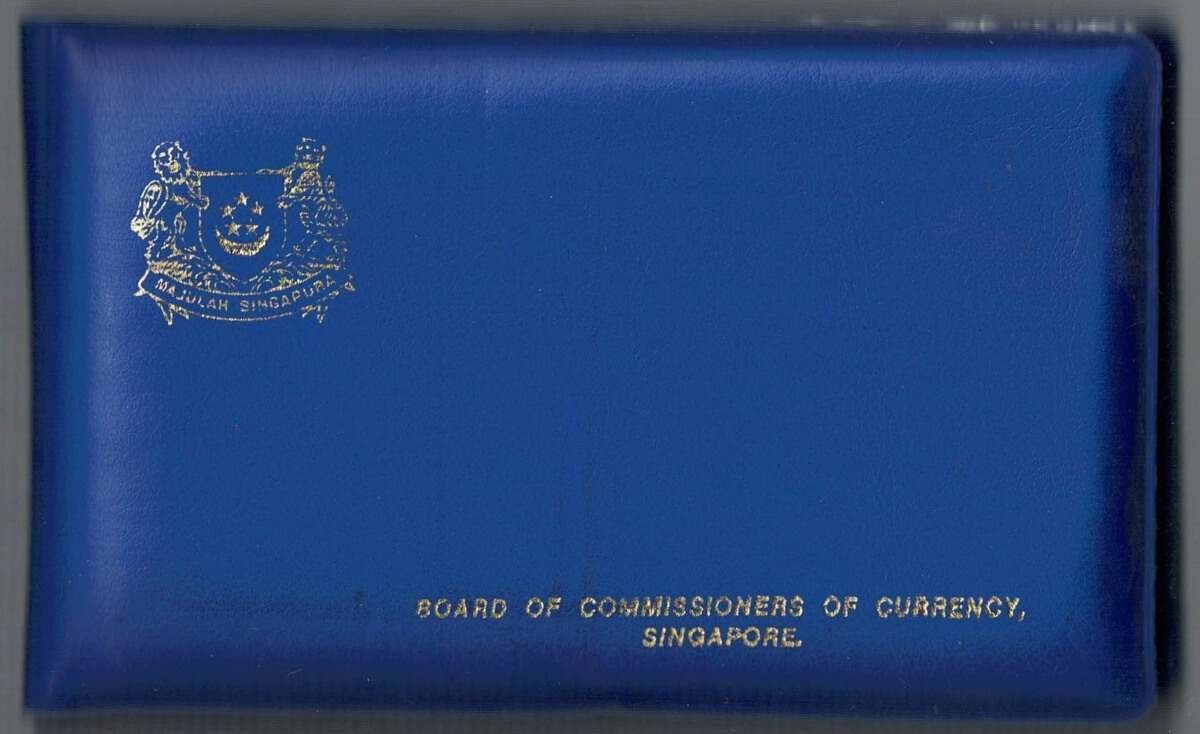 MAJULAH SINGAPURA
BOARD OF COMMISSIONERS OF CURRENCY,
SINGAPORE.